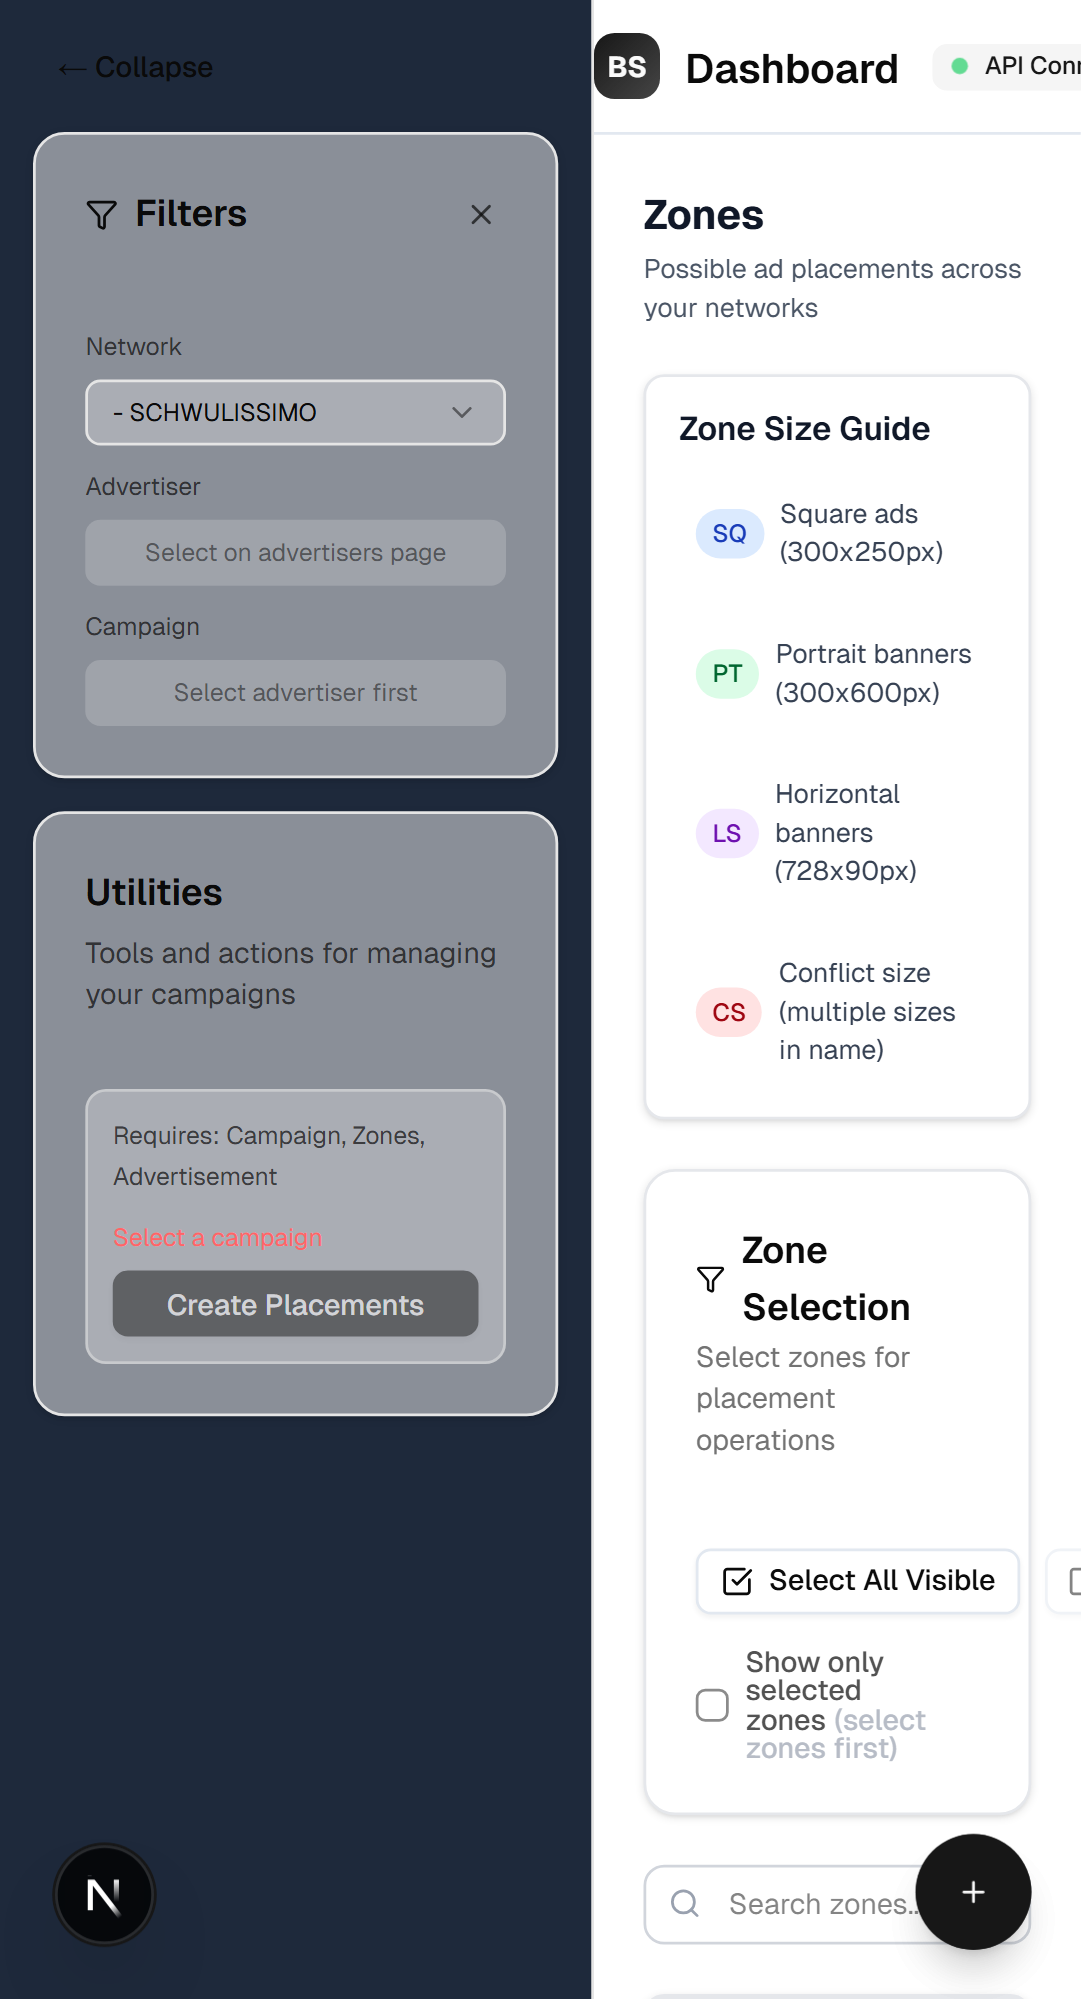 ← Collapse
Filters
Network
- SCHWULISSIMO
Advertiser
Select on advertisers page
Campaign
Select advertiser first
Utilities
Tools and actions for managing
your campaigns
Requires: Campaign, Zones,
Advertisement
Select a campaign
Create Placements
N
BS
Dashboard
API Conn
Zones
Possible ad placements across
your networks
Zone Size Guide
SQ
Square ads
(300x250px)
PT
Portrait banners
(300x600px)
LS
Horizontal
banners
(728x90px)
CS
Conflict size
(multiple sizes
in name)
Zone
Selection
Select zones for
placement
operations
Select All Visible
Show only
selected
zones (select
zones first)
Search zones..
+